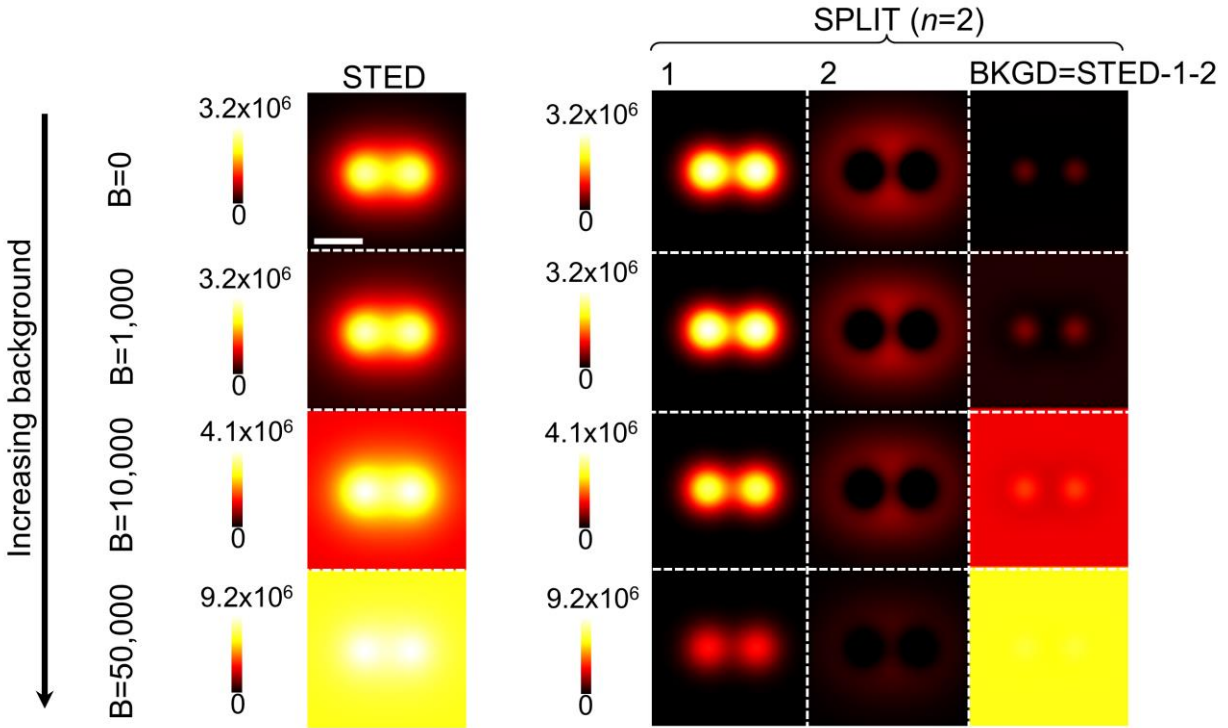 SPLIT (n=2)
STED
1
2
BKGD=STED-1-2
Increasing background
B=0
3.2x10⁶
0
3.2x10⁶
0
B=1,000
3.2x10⁶
0
3.2x10⁶
0
B=10,000
4.1x10⁶
0
4.1x10⁶
0
B=50,000
9.2x10⁶
0
9.2x10⁶
0